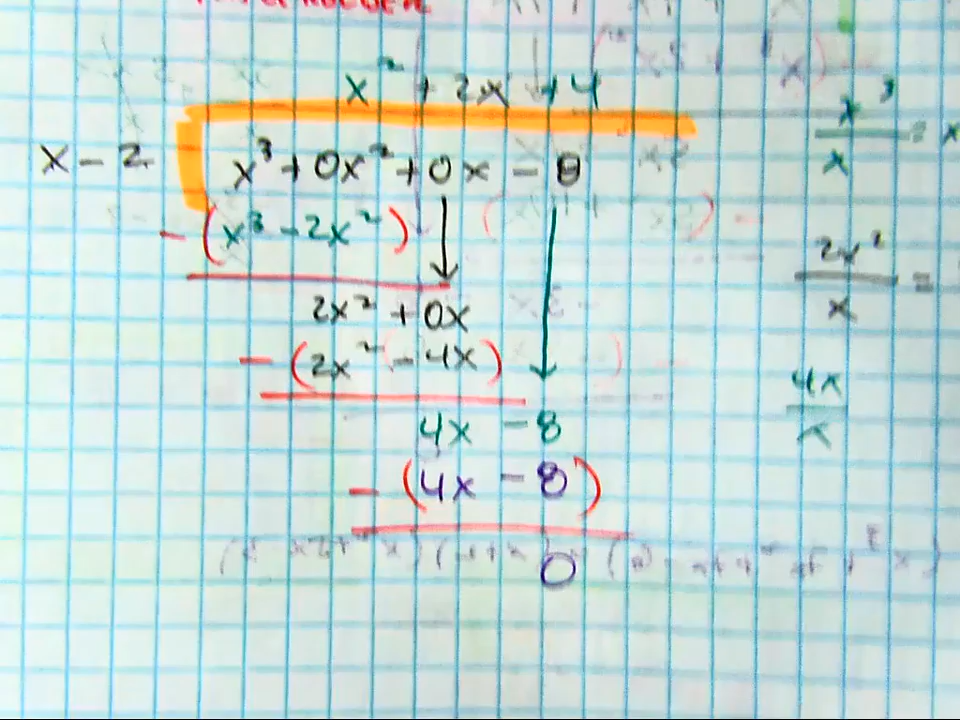 x² + 2x + 4
x - 2
x³ + 0x² + 0x - 8
- (x³ - 2x²)
2x² + 0x
- (2x² - 4x)
4x - 8
- (4x - 8)
0
x³/x = x
2x²/x =
4x/x